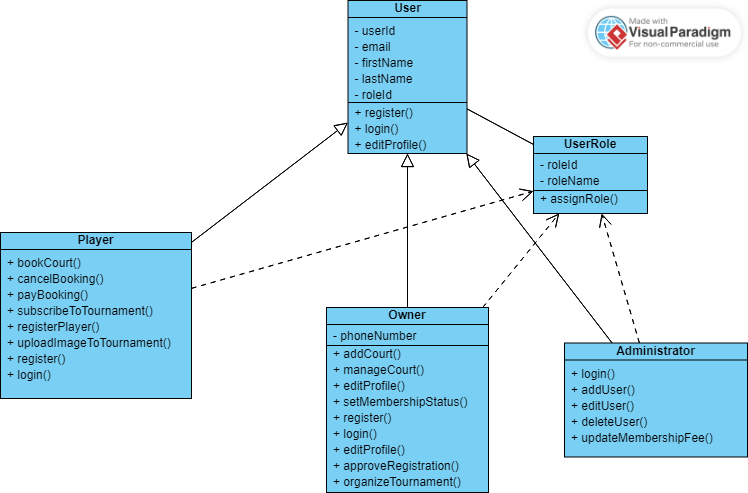 User
- userId
- email
- firstName
- lastName
- roleId
+ register()
+ login()
+ editProfile()
Made with
VisualParadigm
For non-commercial use
UserRole
- roleId
- roleName
+ assignRole()
Player
+ bookCourt()
+ cancelBooking()
+ payBooking()
+ subscribeToTournament()
+ registerPlayer()
+ uploadImageToTournament()
+ register()
+ login()
Owner
- phoneNumber
+ addCourt()
+ manageCourt()
+ editProfile()
+ setMembershipStatus()
+ register()
+ login()
+ editProfile()
+ approveRegistration()
+ organizeTournament()
Administrator
+ login()
+ addUser()
+ editUser()
+ deleteUser()
+ updateMembershipFee()